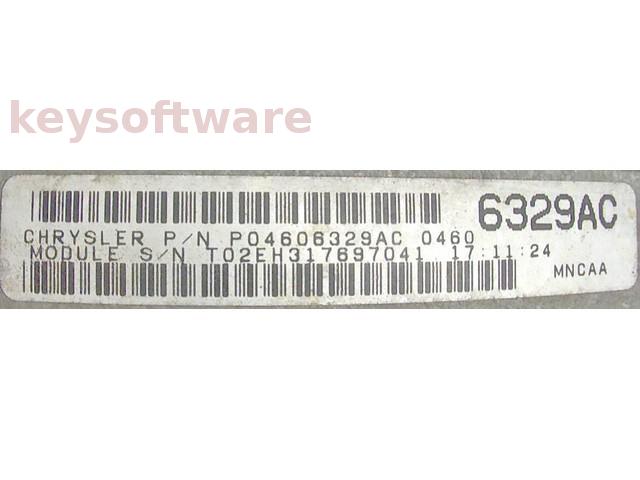 keysoftware
6329AC
CHRYSLER P/N P04606329AC 0460
MODULE S/N T02EH317697041 17:11:24
MNCAA